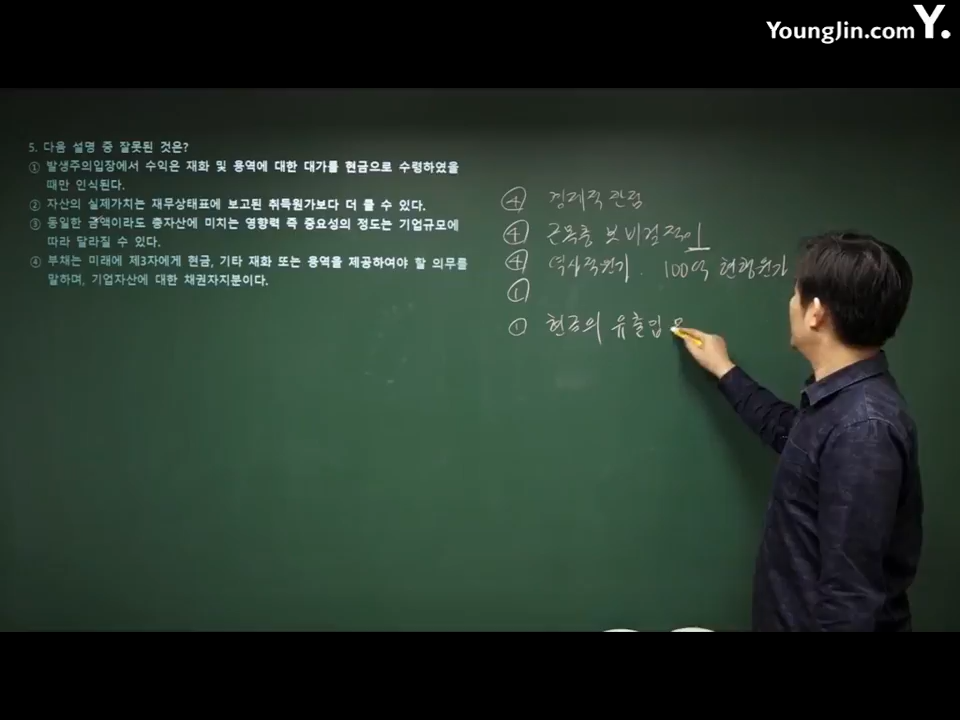 YoungJin.com Y.
5. 다음 설명 중 잘못된 것은?
① 발생주의입장에서 수익은 재화 및 용역에 대한 대가를 현금으로 수령하였을
때만 인식된다.
② 자산의 실제가치는 재무상태표에 보고된 취득원가보다 더 클 수 있다.
③ 동일한 금액이라도 총자산에 미치는 영향력 즉 중요성의 정도는 기업규모에
따라 달라질 수 있다.
④ 부채는 미래에 제3자에게 현금, 기타 재화 또는 용역을 제공하여야 할 의무를
말하며, 기업자산에 대한 채권자지분이다.
④ 경제적 관점
④
④ 역사적원가. 100억 현행원가
①
① 현금의 유출입